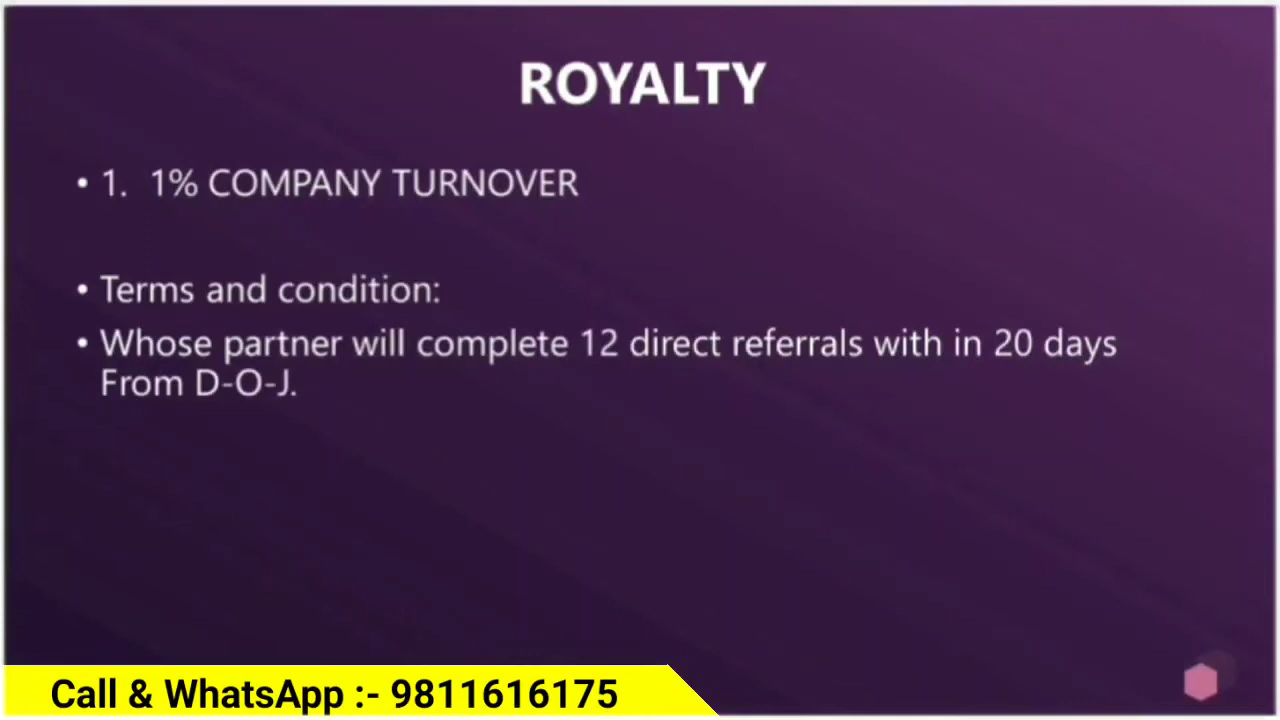 ROYALTY
• 1. 1% COMPANY TURNOVER
• Terms and condition:
• Whose partner will complete 12 direct referrals with in 20 days
From D-O-J.
Call & WhatsApp :- 9811616175